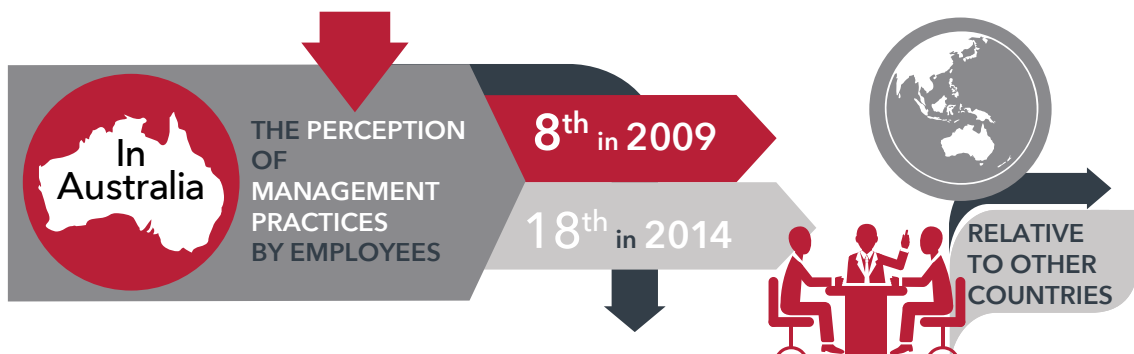 In
Australia
THE PERCEPTION
OF
MANAGEMENT
PRACTICES
BY EMPLOYEES
8th in 2009
18th in 2014
RELATIVE
TO OTHER
COUNTRIES